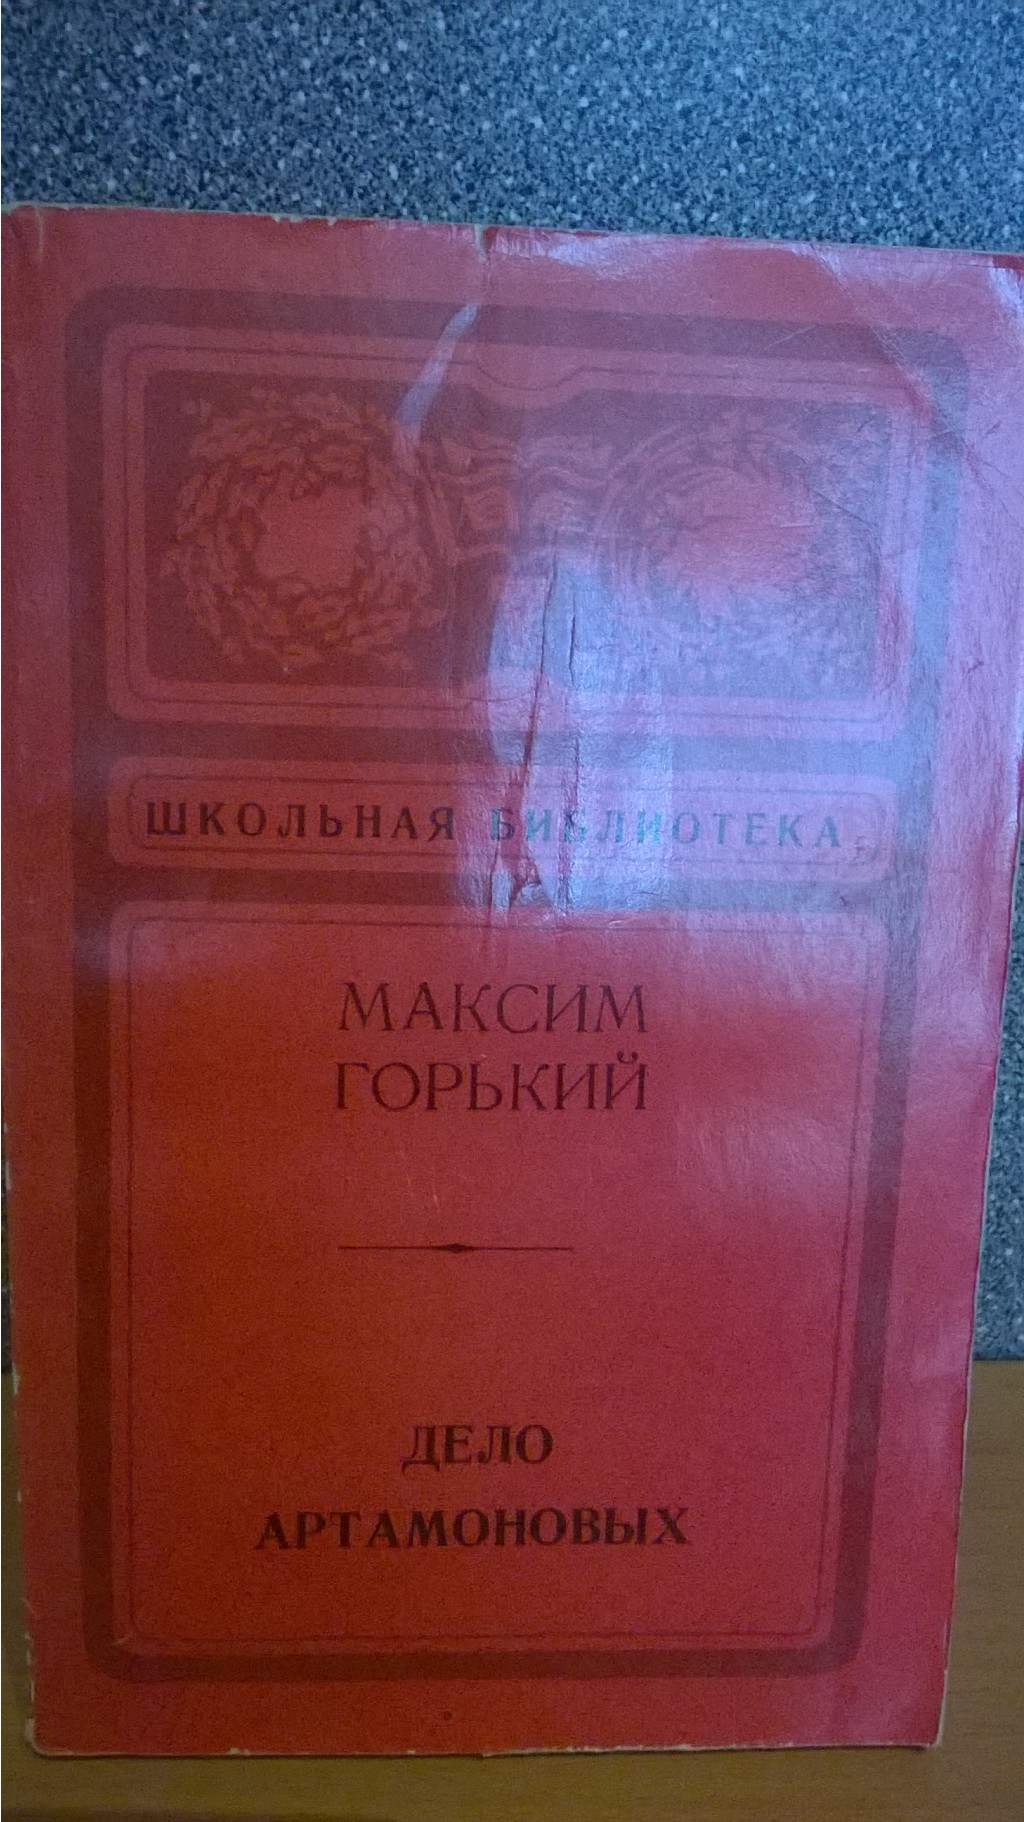 ШКОЛЬНАЯ БИБЛИОТЕКА
МАКСИМ
ГОРЬКИЙ
ДЕЛО
АРТАМОНОВЫХ